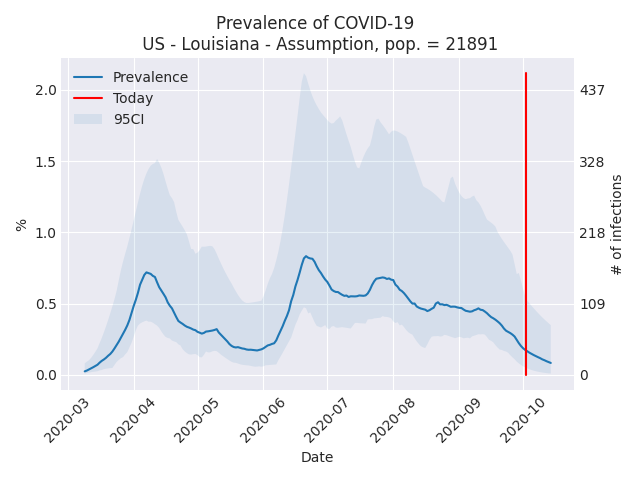 Prevalence of COVID-19
US - Louisiana - Assumption, pop. = 21891
Prevalence
Today
95CI
2.0
1.5
1.0
0.5
0.0
%
437
328
218
109
0
# of infections
2020-03
2020-04
2020-05
2020-06
2020-07
2020-08
2020-09
2020-10
Date